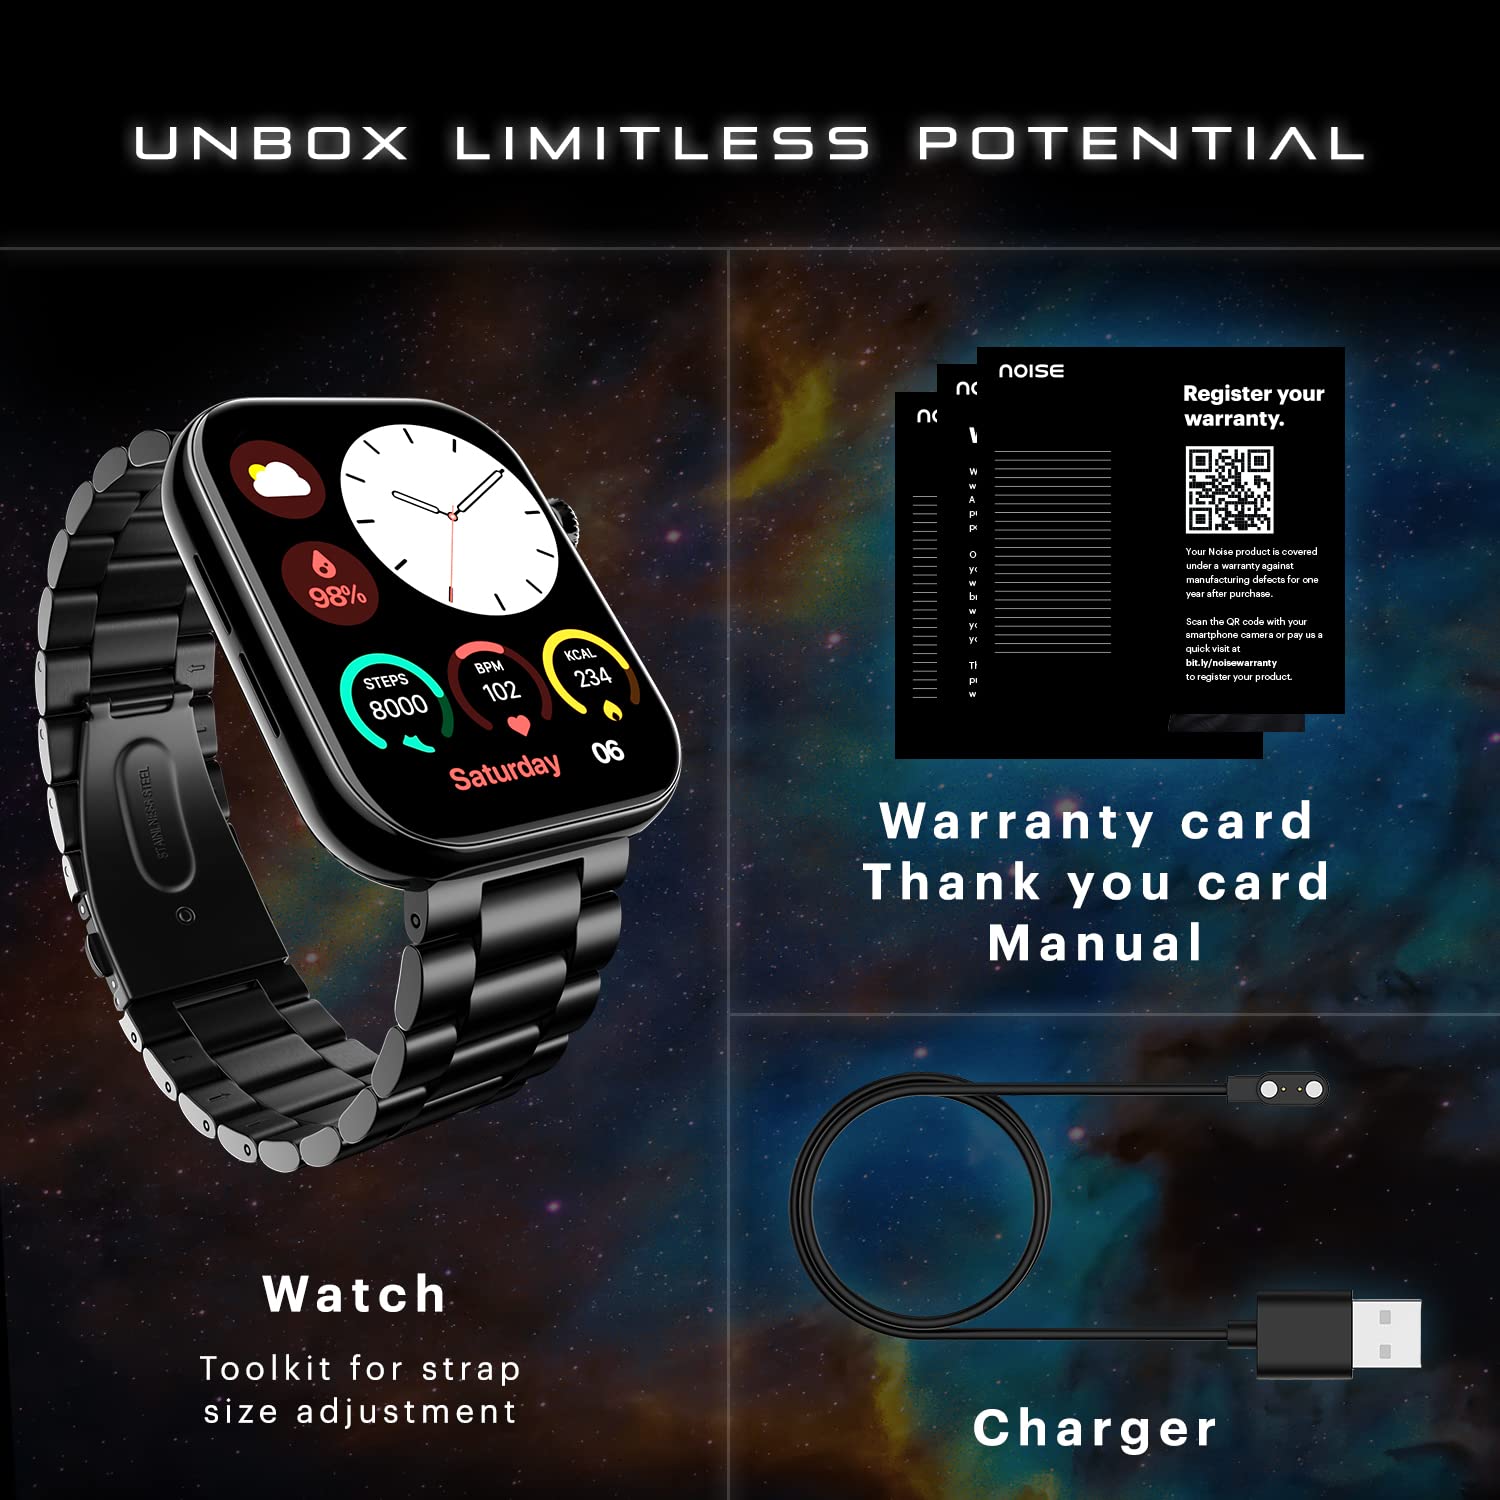 UNBOX LIMITLESS POTENTIAL
98%
STEPS
8000
BPM
102
KCAL
234
Saturday 06
STAINLESS STEEL
Watch
Toolkit for strap
size adjustment
noise
Register your
warranty.
Your Noise product is covered
under a warranty against
manufacturing defects for one
year after purchase.
Scan the QR code with your
smartphone camera or pay us a
quick visit at
bit.ly/noisewarranty
to register your product.
Warranty card
Thank you card
Manual
Charger